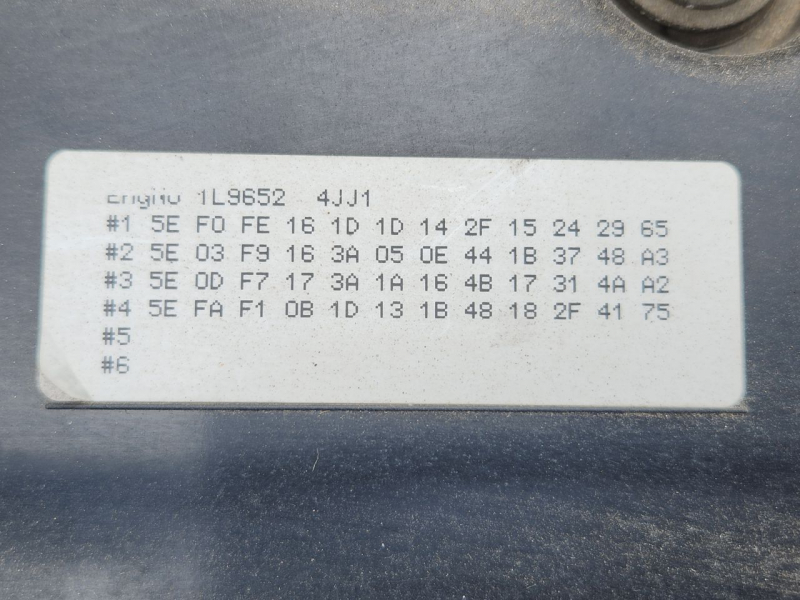 EngNo 1L9652 4JJ1
#1 5E F0 FE 16 1D 1D 14 2F 15 24 29 65
#2 5E 03 F9 16 3A 05 0E 44 1B 37 48 A3
#3 5E 0D F7 17 3A 1A 16 4B 17 31 4A A2
#4 5E FA F1 0B 1D 13 1B 48 18 2F 41 75
#5
#6